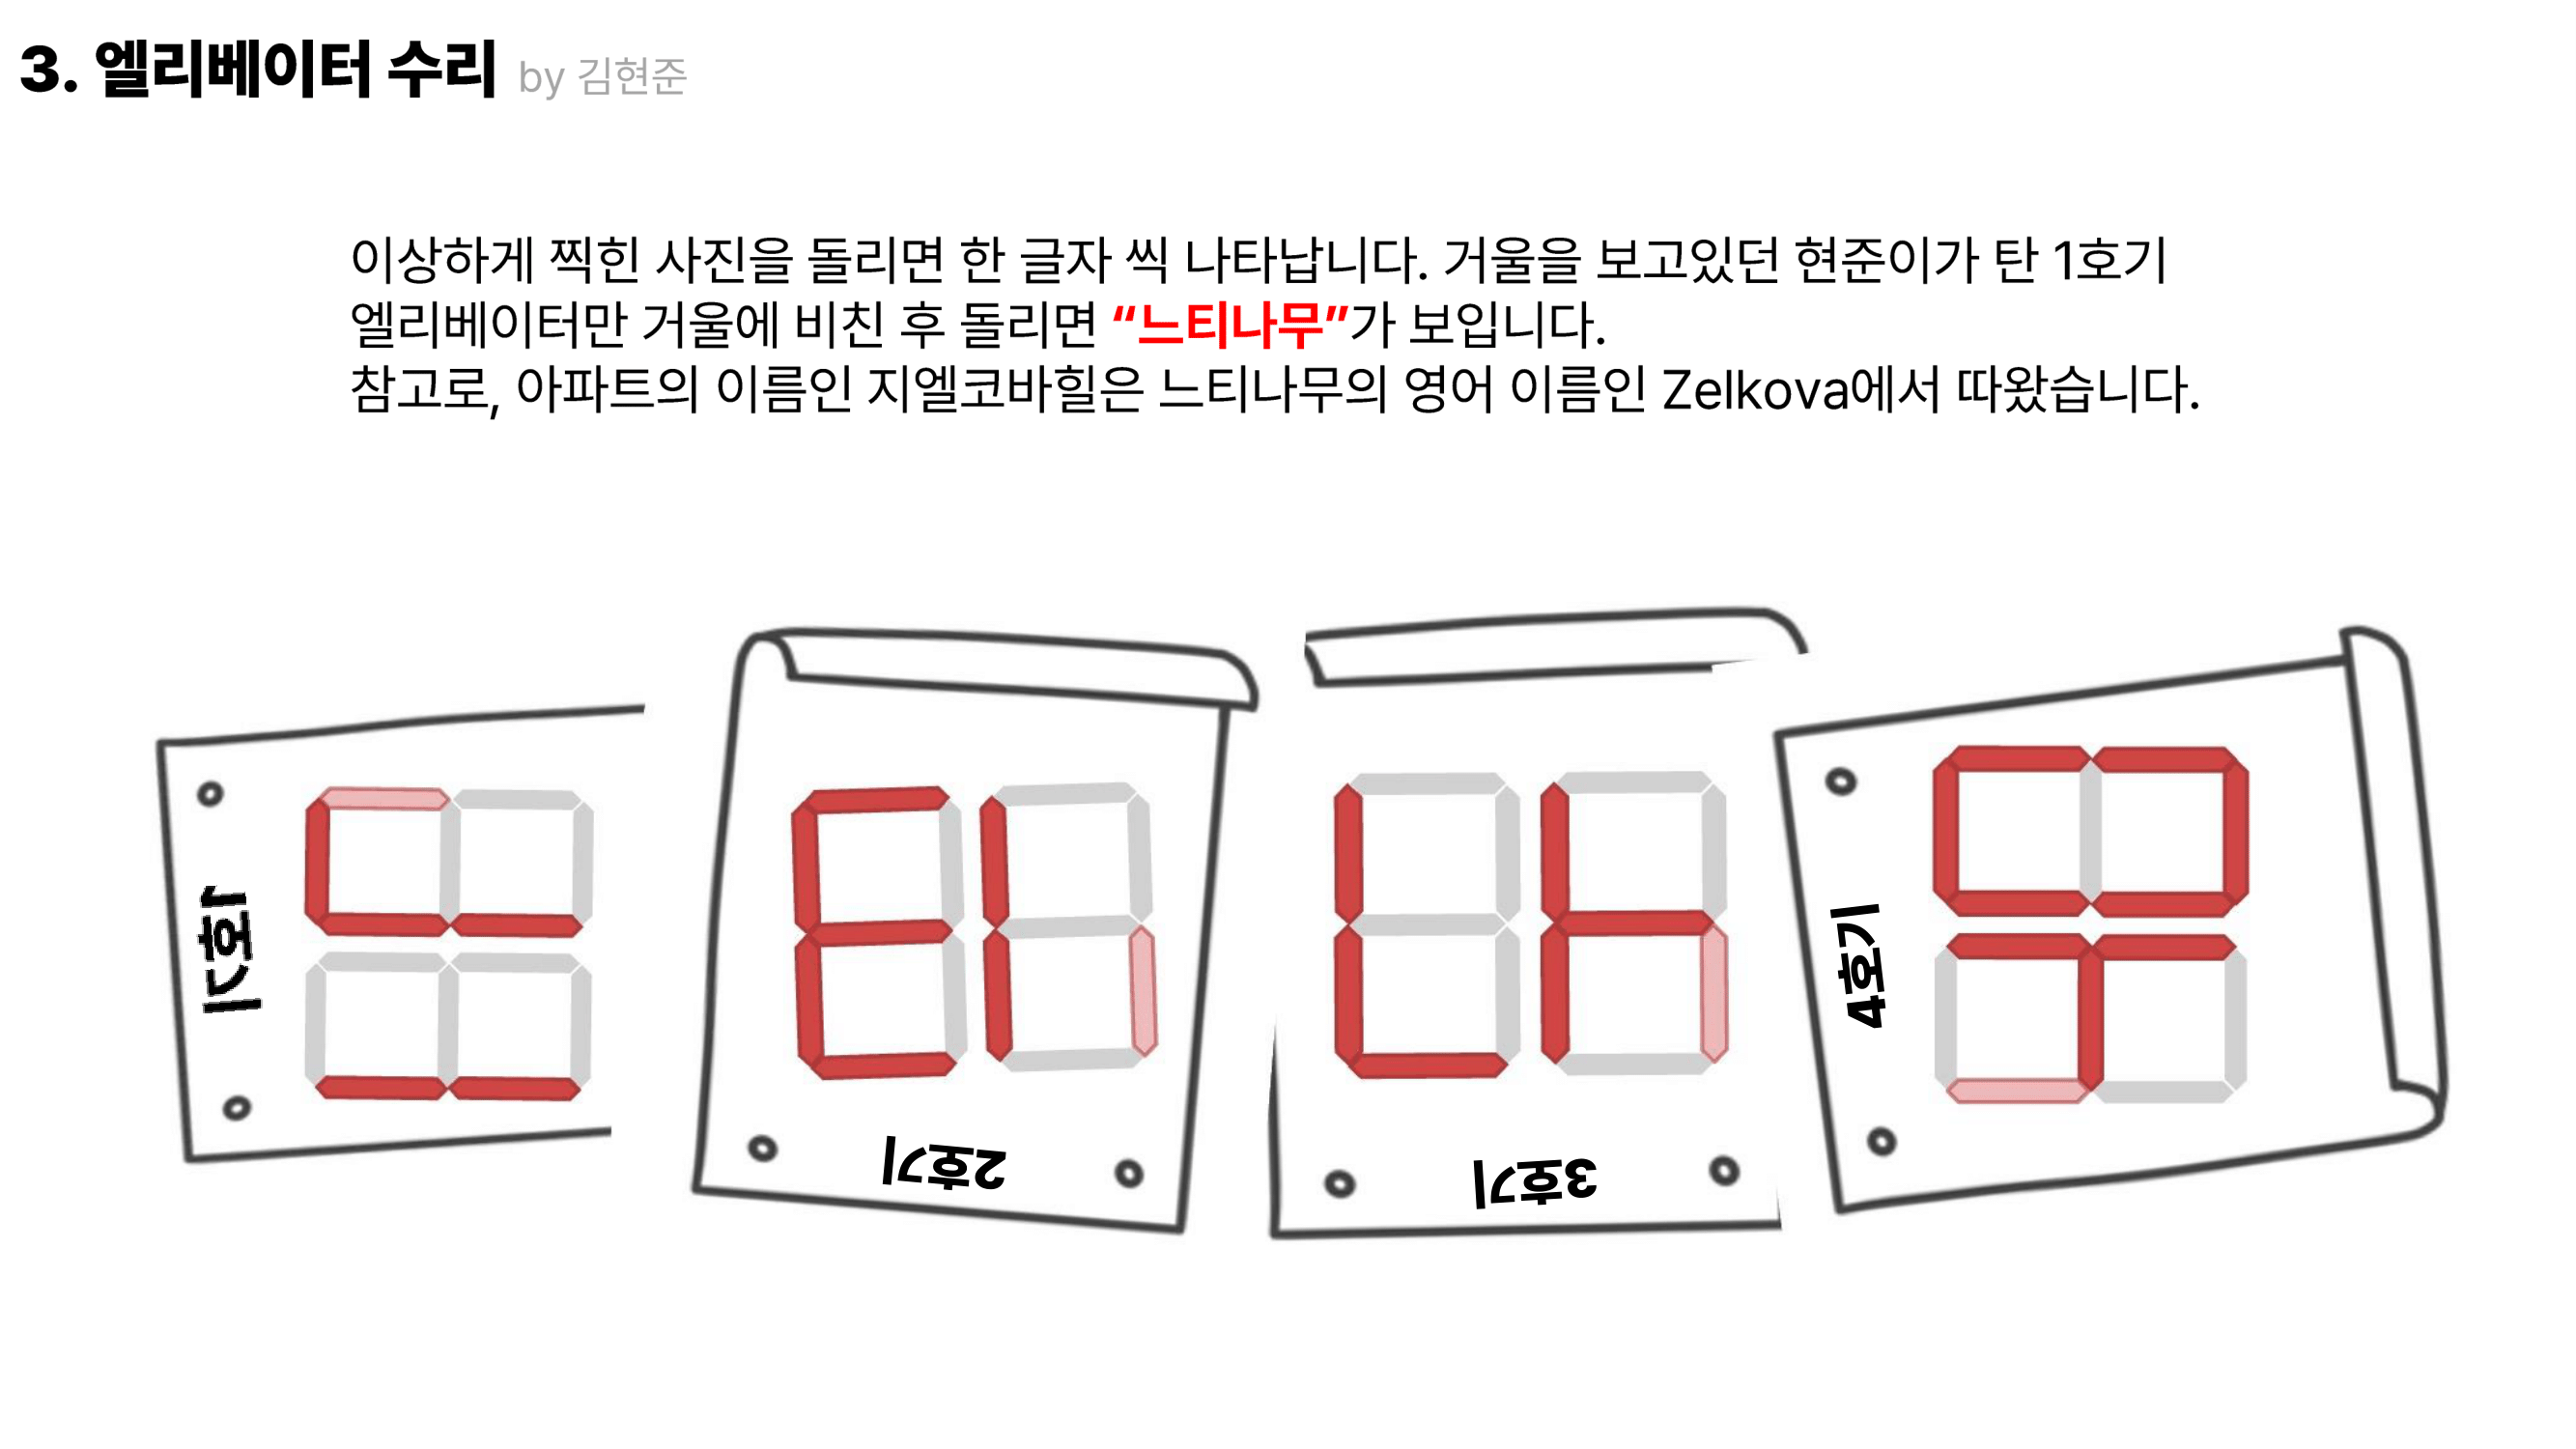 3. 엘리베이터 수리 by 김현준
이상하게 찍힌 사진을 돌리면 한 글자 씩 나타납니다. 거울을 보고있던 현준이가 탄 1호기
엘리베이터만 거울에 비친 후 돌리면 “느티나무”가 보입니다.
참고로, 아파트의 이름인 지엘코바힐은 느티나무의 영어 이름인 Zelkova에서 따왔습니다.
1호기
2호기
3호기
4호기